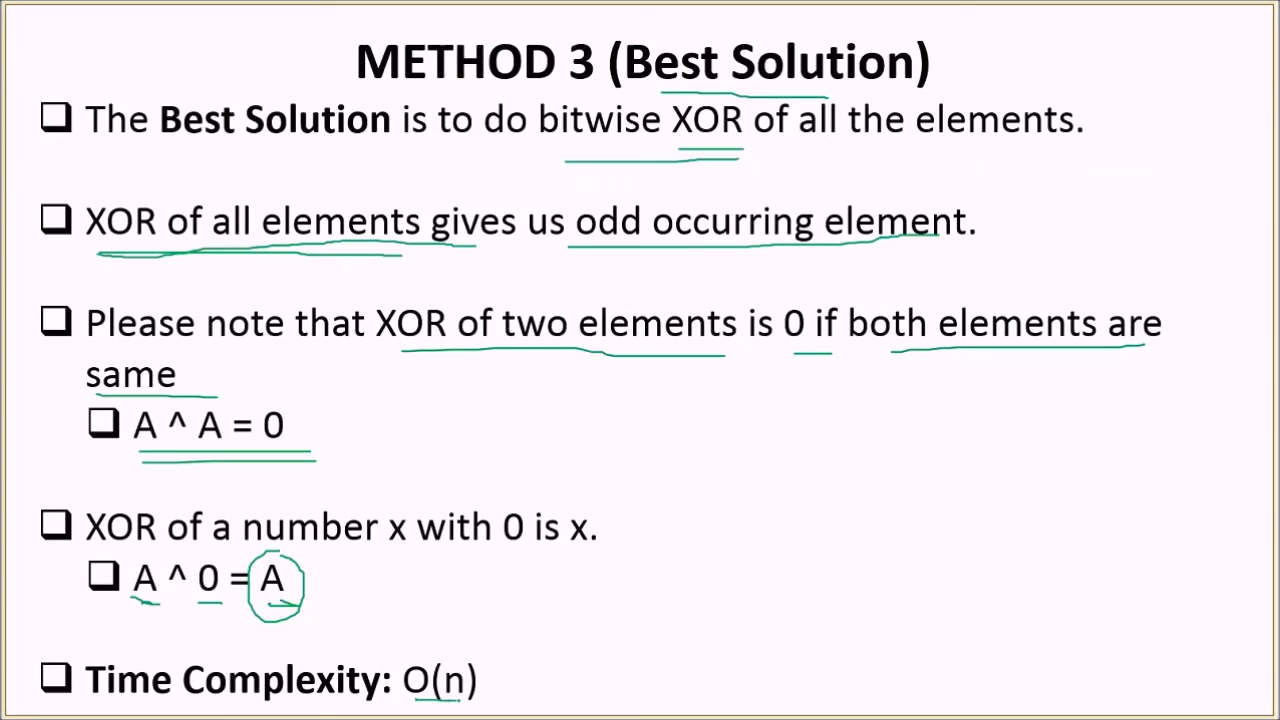 METHOD 3 (Best Solution)
The Best Solution is to do bitwise XOR of all the elements.
XOR of all elements gives us odd occurring element.
Please note that XOR of two elements is 0 if both elements are
same
A ^ A = 0
XOR of a number x with 0 is x.
A ^ 0 = A
Time Complexity: O(n)